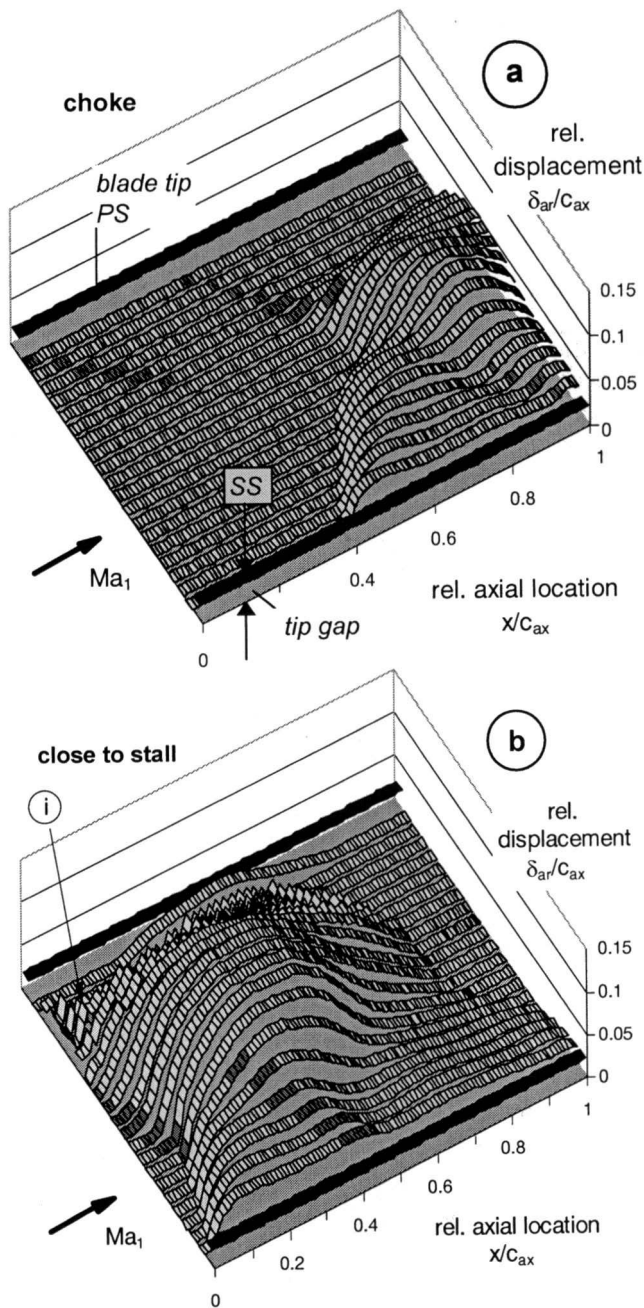 a
choke
rel.
displacement
δar/cax
blade tip
PS
0.15
0.1
0.05
0
1
0.8
0.6
0.4
0
SS
Ma1
tip gap
rel. axial location
x/cax
b
close to stall
i
rel.
displacement
δar/cax
0.15
0.1
0.05
0
1
0.8
0.6
0.4
0.2
0
Ma1
rel. axial location
x/cax